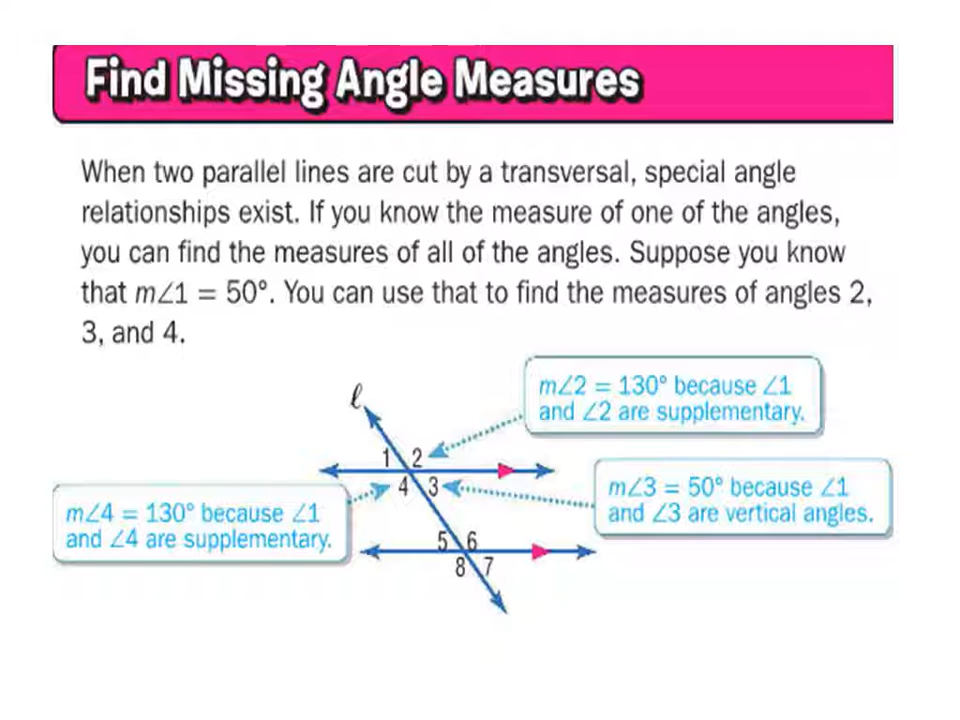 Find Missing Angle Measures
When two parallel lines are cut by a transversal, special angle
relationships exist. If you know the measure of one of the angles,
you can find the measures of all of the angles. Suppose you know
that m∠1 = 50°. You can use that to find the measures of angles 2,
3, and 4.
m∠2 = 130° because ∠1
and ∠2 are supplementary.
ℓ
1 2
4 3
m∠3 = 50° because ∠1
and ∠3 are vertical angles.
m∠4 = 130° because ∠1
and ∠4 are supplementary.
5 6
8 7